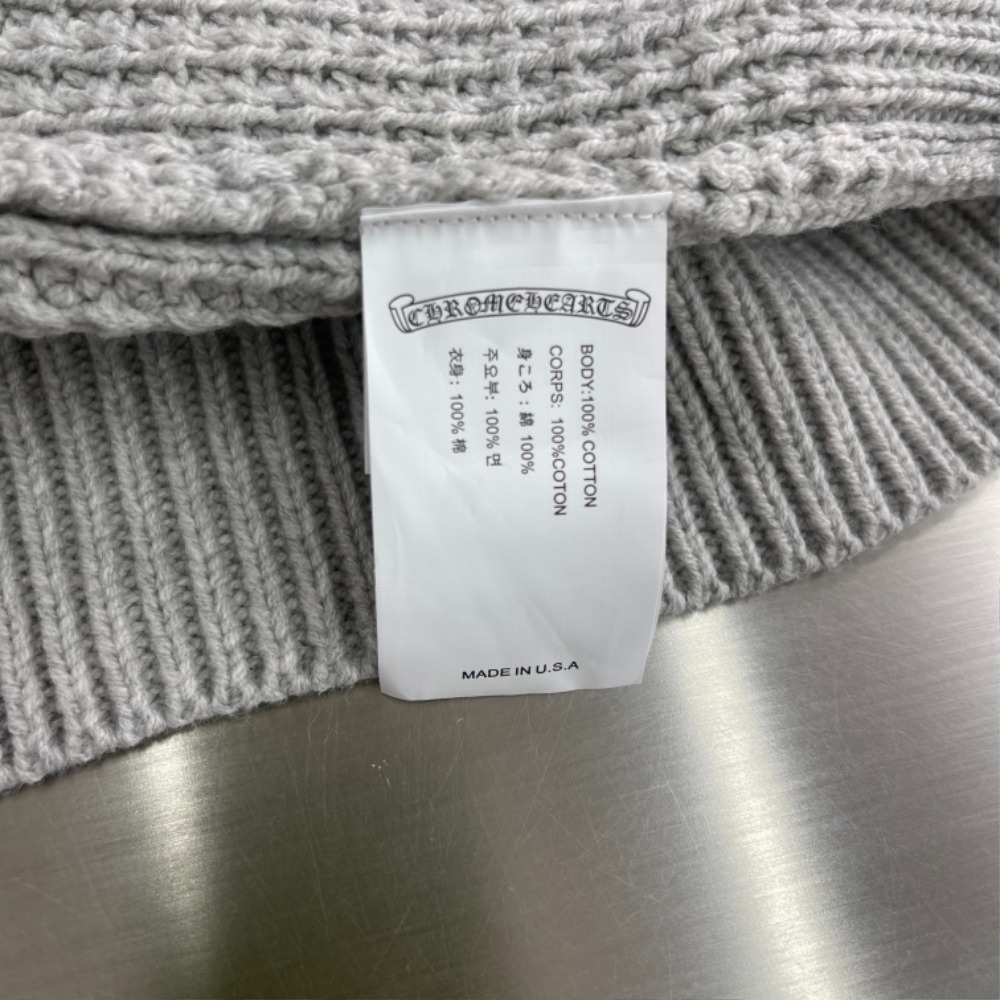 CHROMEHEARTS
BODY:100% COTTON
CORPS: 100%COTON
身ころ : 綿 100%
주요부: 100% 면
衣身: 100% 棉
MADE IN U.S.A